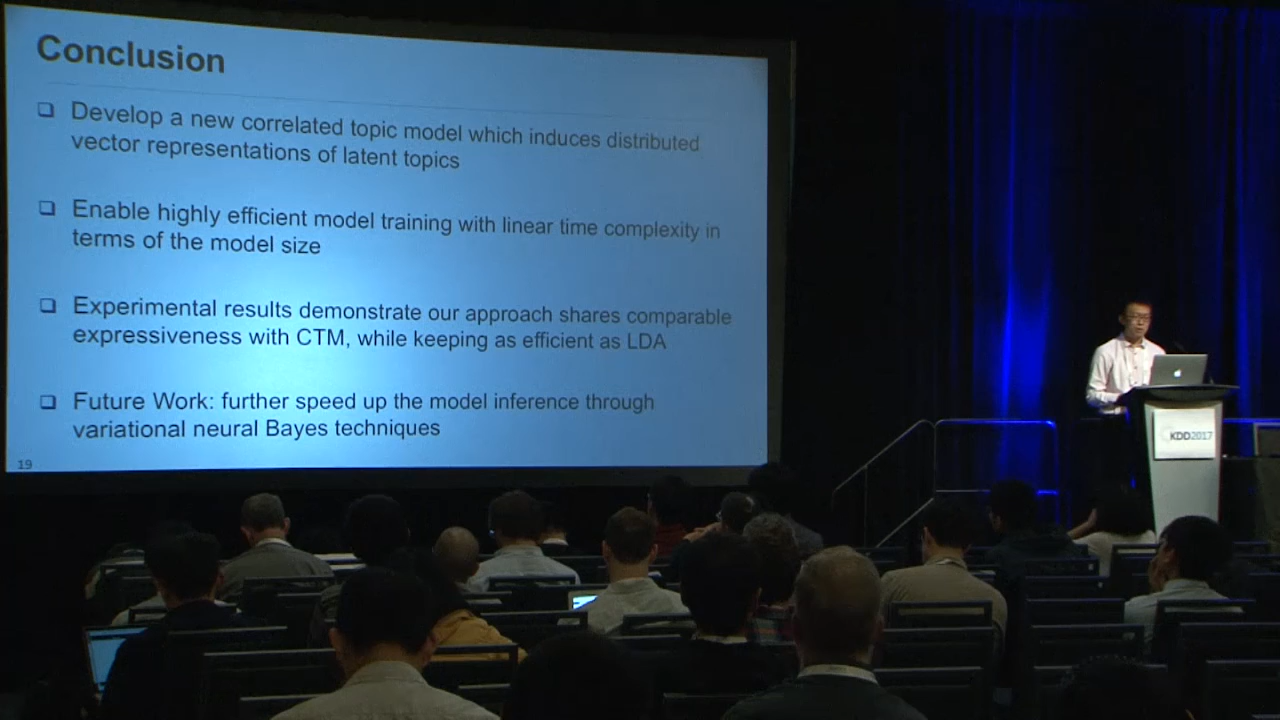 Conclusion
❑ Develop a new correlated topic model which induces distributed
vector representations of latent topics
❑ Enable highly efficient model training with linear time complexity in
terms of the model size
❑ Experimental results demonstrate our approach shares comparable
expressiveness with CTM, while keeping as efficient as LDA
❑ Future Work: further speed up the model inference through
variational neural Bayes techniques
19
KDD2017